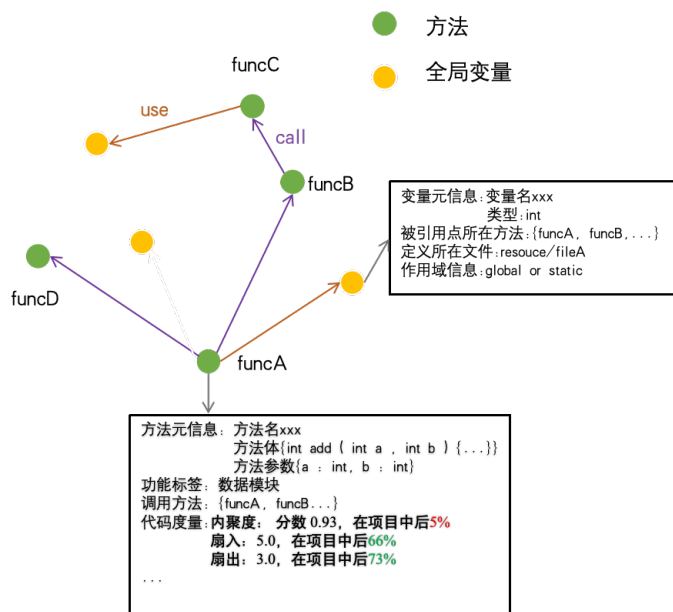 方法
全局变量
funcC
use
call
funcB
funcD
funcA
变量元信息:变量名xxx
类型:int
被引用点所在方法:{funcA, funcB,...}
定义所在文件:resouce/fileA
作用域信息:global or static
方法元信息: 方法名xxx
方法体{int add ( int a , int b ) {...}}
方法参数{a : int, b : int}
功能标签: 数据模块
调用方法: {funcA, funcB...}
代码度量:内聚度: 分数 0.93, 在项目中后5%
扇入: 5.0, 在项目中后66%
扇出: 3.0, 在项目中后73%
...